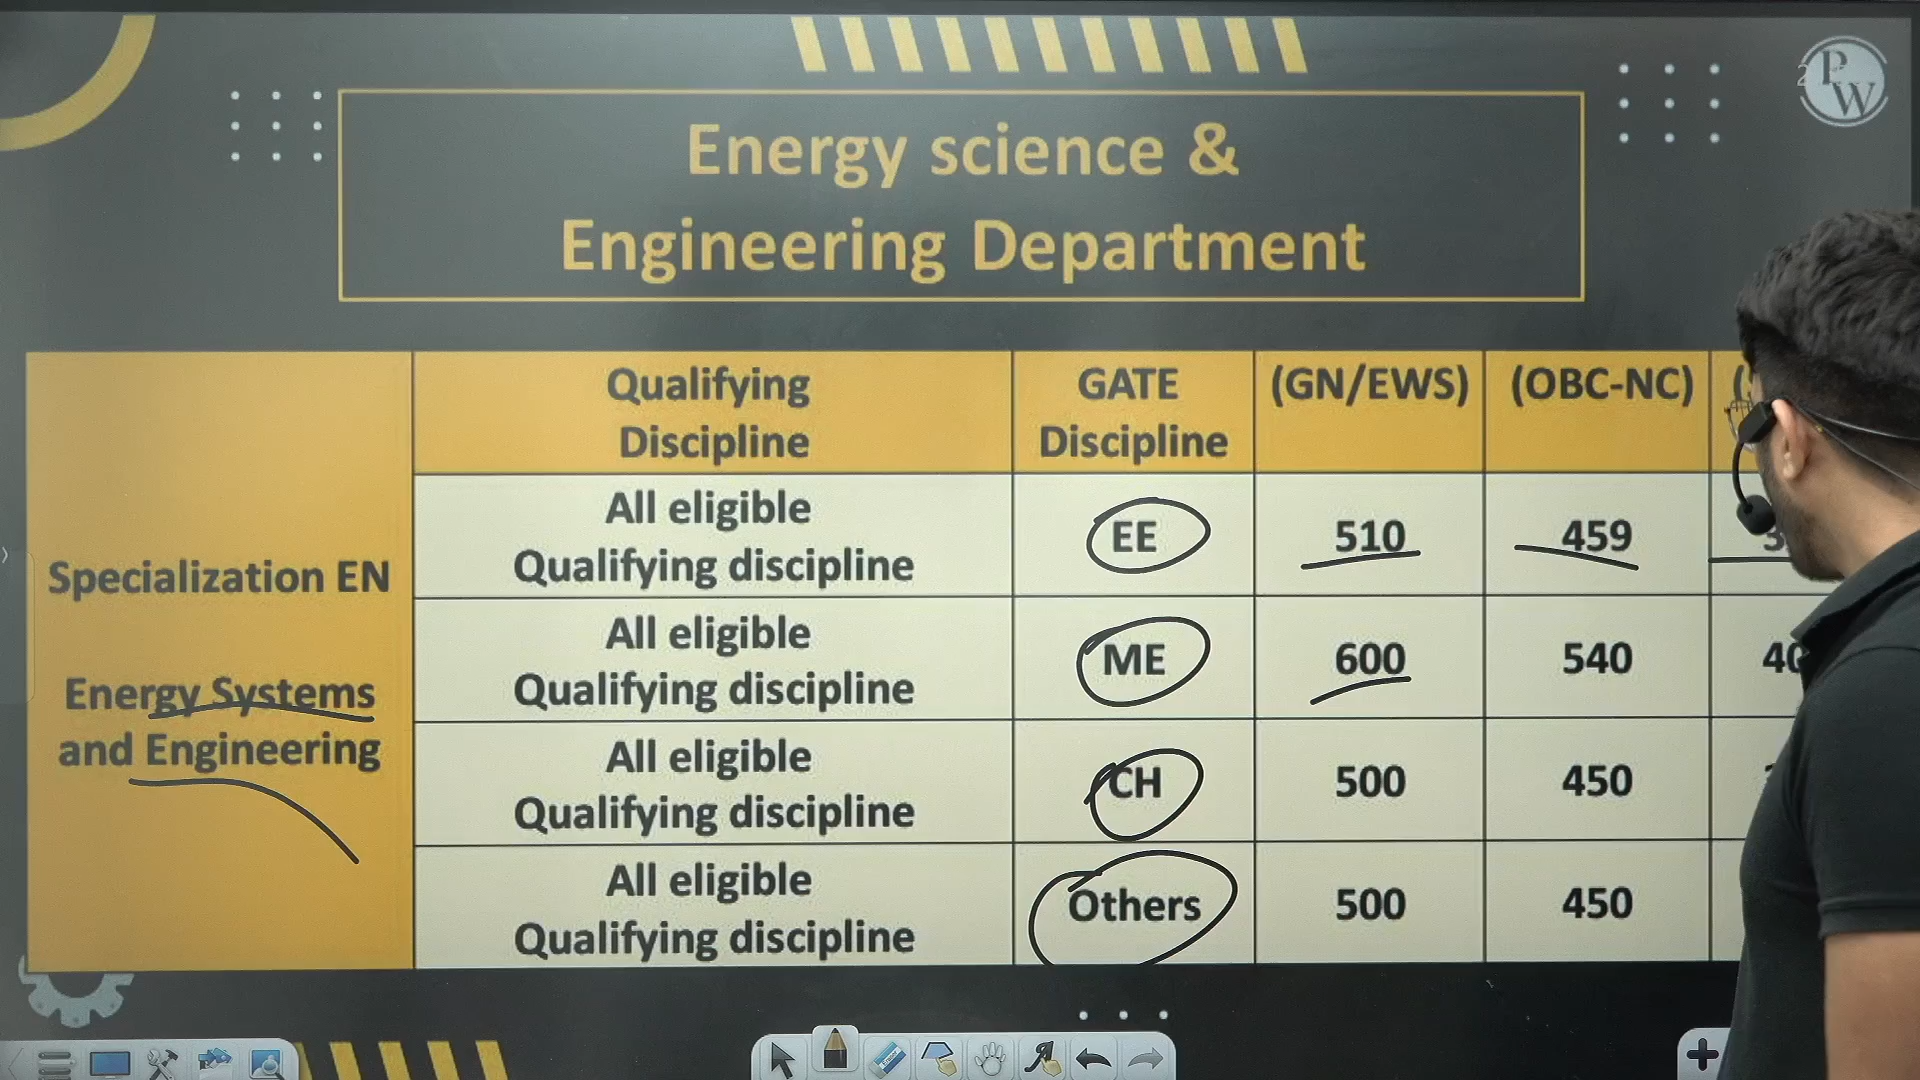 PW
Energy science &
Engineering Department
Qualifying Discipline
GATE Discipline
(GN/EWS)
(OBC-NC)
Specialization EN
Energy Systems
and Engineering
All eligible
Qualifying discipline
EE
510
459
All eligible
Qualifying discipline
ME
600
540
All eligible
Qualifying discipline
CH
500
450
All eligible
Qualifying discipline
Others
500
450